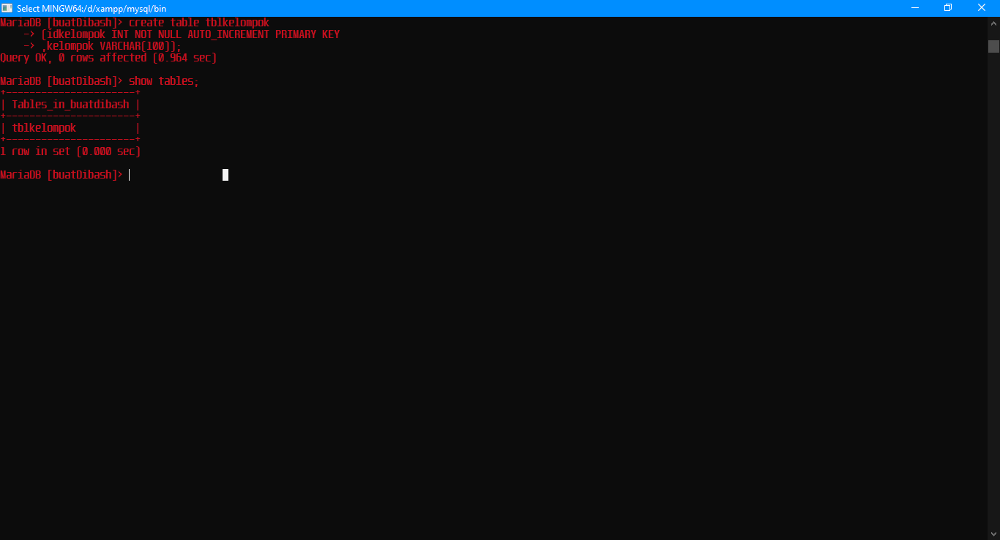 Select MINGW64:/d/xampp/mysql/bin
MariaDB [buatDibash]> create table tblkelompok
    -> (idkelompok INT NOT NULL AUTO_INCREMENT PRIMARY KEY
    -> ,kelompok VARCHAR(100));
Query OK, 0 rows affected (0.964 sec)
MariaDB [buatDibash]> show tables;
+----------------------+
| Tables_in_buatdibash |
+----------------------+
| tblkelompok          |
+----------------------+
1 row in set (0.000 sec)
MariaDB [buatDibash]>